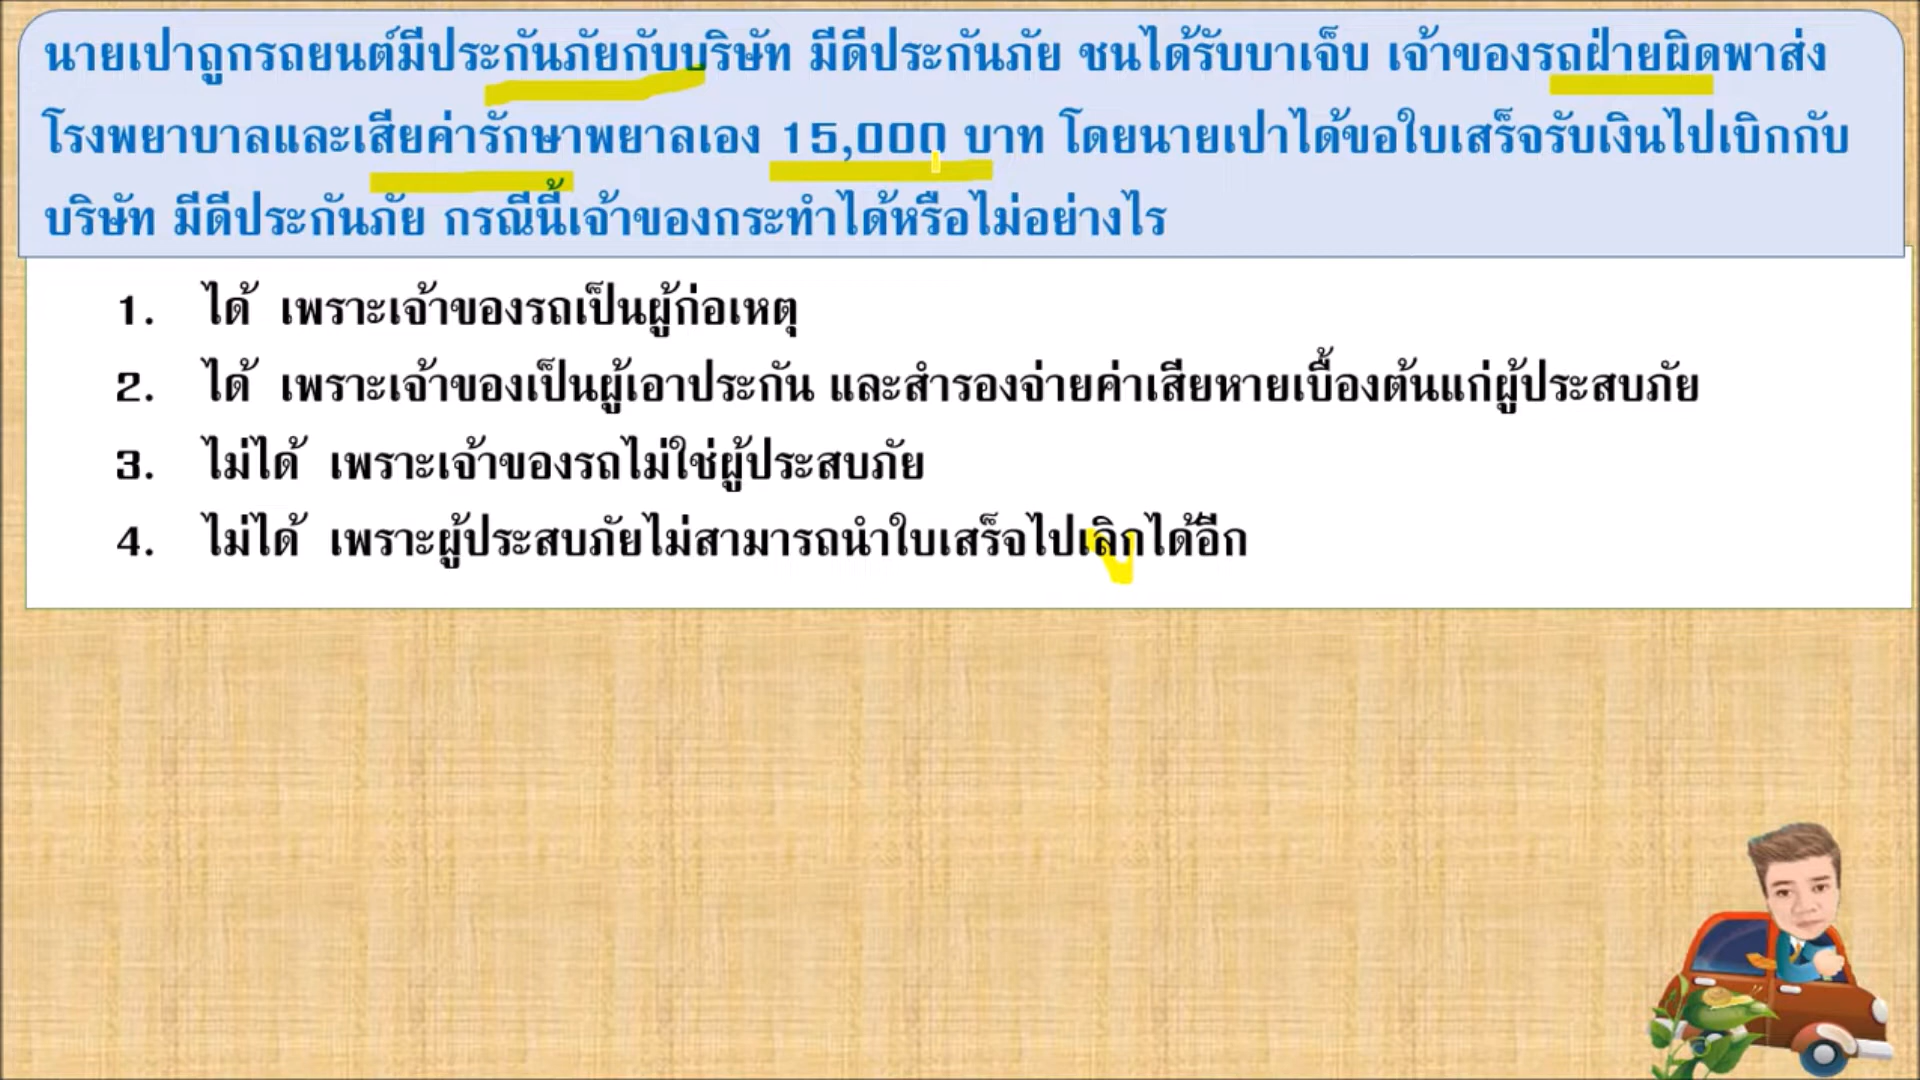 นายเปาถูกรถยนต์มีประกันภัยกับบริษัท มีดีประกันภัย ชนได้รับบาเจ็บ เจ้าของรถฝ่ายผิดพาส่ง
โรงพยาบาลและเสียค่ารักษาพยาลเอง 15,000 บาท โดยนายเปาได้ขอใบเสร็จรับเงินไปเบิกกับ
บริษัท มีดีประกันภัย กรณีนี้เจ้าของกระทำได้หรือไม่อย่างไร
1. ได้ เพราะเจ้าของรถเป็นผู้ก่อเหตุ
2. ได้ เพราะเจ้าของเป็นผู้เอาประกัน และสำรองจ่ายค่าเสียหายเบื้องต้นแก่ผู้ประสบภัย
3. ไม่ได้ เพราะเจ้าของรถไม่ใช่ผู้ประสบภัย
4. ไม่ได้ เพราะผู้ประสบภัยไม่สามารถนำใบเสร็จไปเลิกได้อีก